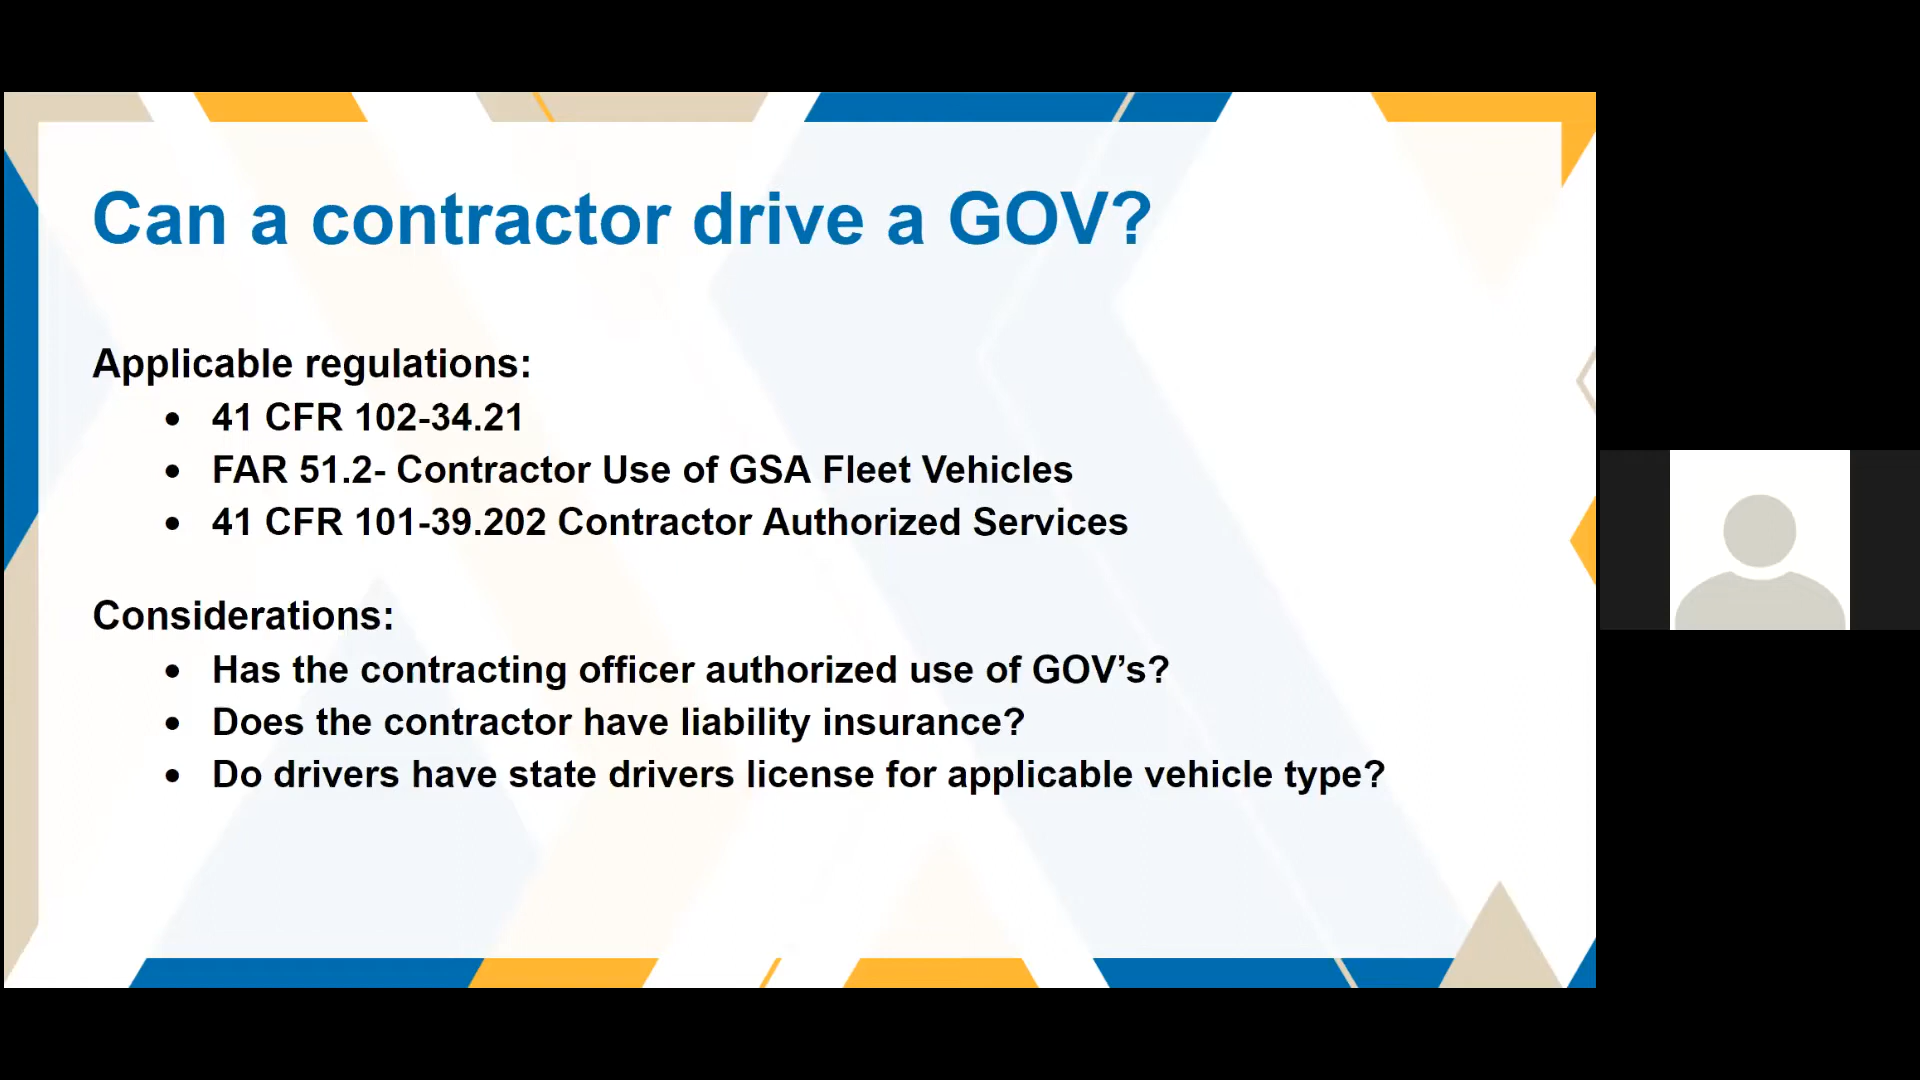 Can a contractor drive a GOV?
Applicable regulations:
• 41 CFR 102-34.21
• FAR 51.2- Contractor Use of GSA Fleet Vehicles
• 41 CFR 101-39.202 Contractor Authorized Services
Considerations:
• Has the contracting officer authorized use of GOV’s?
• Does the contractor have liability insurance?
• Do drivers have state drivers license for applicable vehicle type?